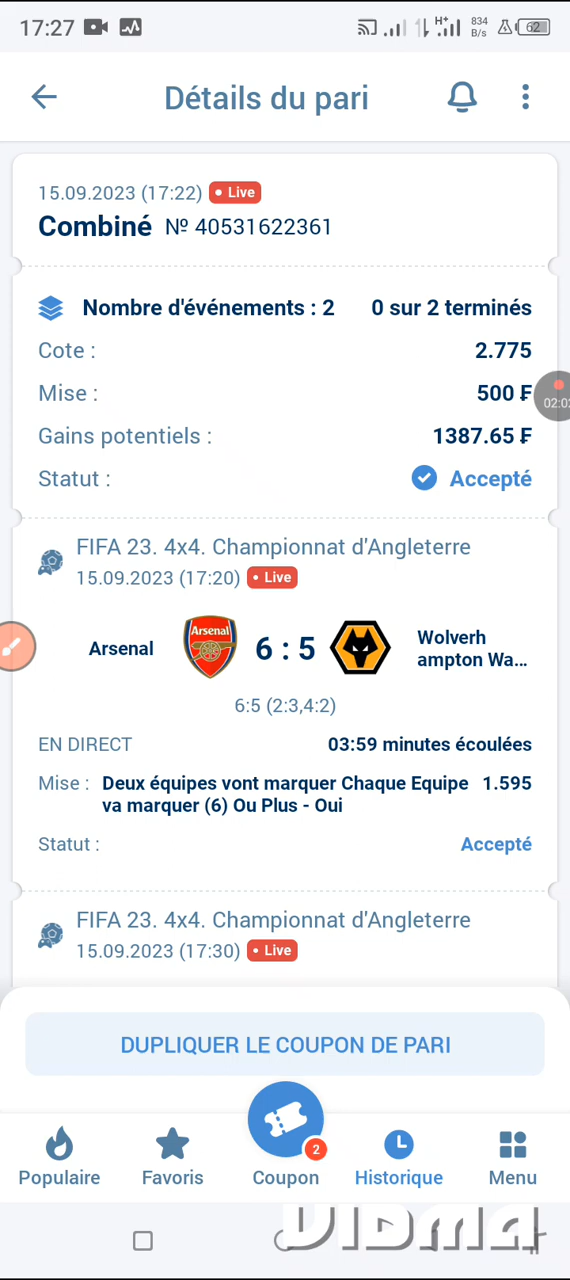 17:27 H+ 834 B/s 62
Détails du pari
15.09.2023 (17:22) • Live
Combiné Nº 40531622361
Nombre d'événements : 2 0 sur 2 terminés
Cote : 2.775
Mise : 500 ₣
02:02
Gains potentiels : 1387.65 ₣
Statut : Accepté
FIFA 23. 4x4. Championnat d'Angleterre
15.09.2023 (17:20) • Live
Arsenal Arsenal 6 : 5 Wolverh
ampton Wa...
6:5 (2:3,4:2)
EN DIRECT 03:59 minutes écoulées
Mise : Deux équipes vont marquer Chaque Equipe 1.595
va marquer (6) Ou Plus - Oui
Statut : Accepté
FIFA 23. 4x4. Championnat d'Angleterre
15.09.2023 (17:30) • Live
DUPLIQUER LE COUPON DE PARI
2
Populaire Favoris Coupon Historique Menu